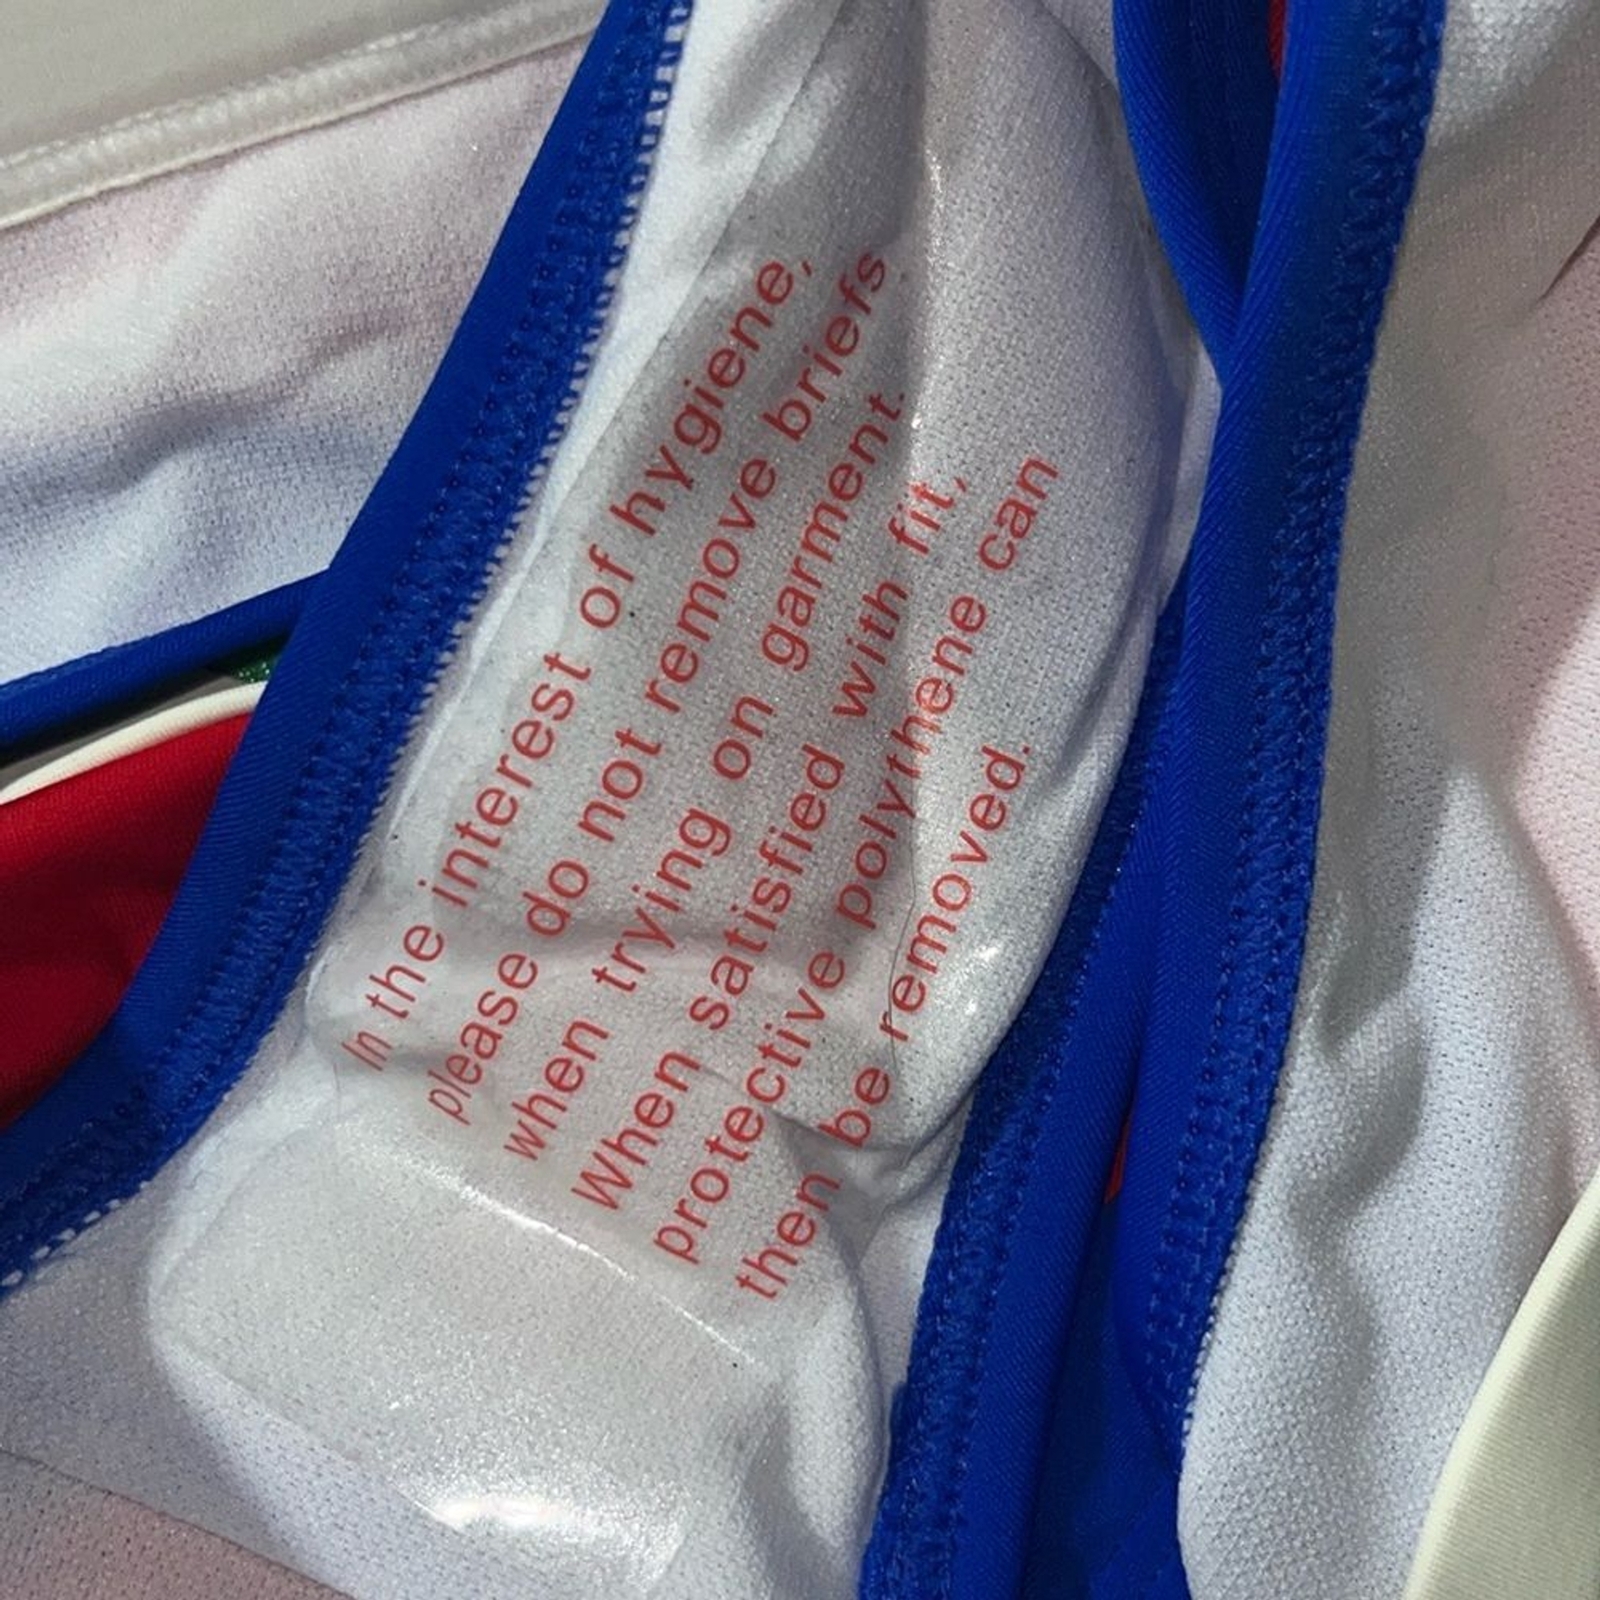 In the interest of hygiene,
please do not remove briefs
when trying on garment.
When satisfied with fit,
protective polythene can
then be removed.